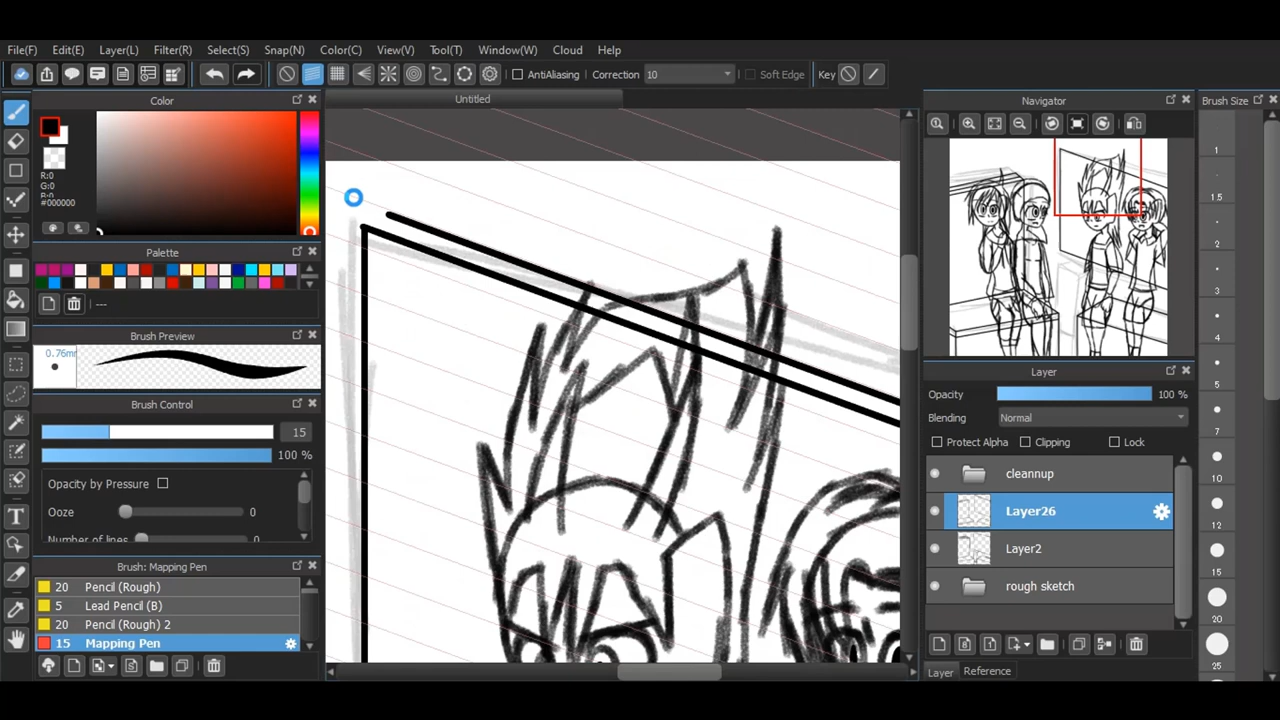 File(F) Edit(E) Layer(L) Filter(R) Select(S) Snap(N) Color(C) View(V) Tool(T) Window(W) Cloud Help
AntiAliasing Correction 10 Soft Edge Key
Color
Untitled
Navigator
Brush Size
R:0
G:0
B:0
#000000
Palette
---
Brush Preview
0.76m
Brush Control
15
100 %
Opacity by Pressure
Ooze 0
Number of lines 0
Brush: Mapping Pen
20 Pencil (Rough)
5 Lead Pencil (B)
20 Pencil (Rough) 2
15 Mapping Pen
Layer
Opacity 100 %
Blending Normal
Protect Alpha Clipping Lock
cleannup
Layer26
Layer2
rough sketch
Layer Reference
1
1.5
2
3
5
7
10
12
15
20
25